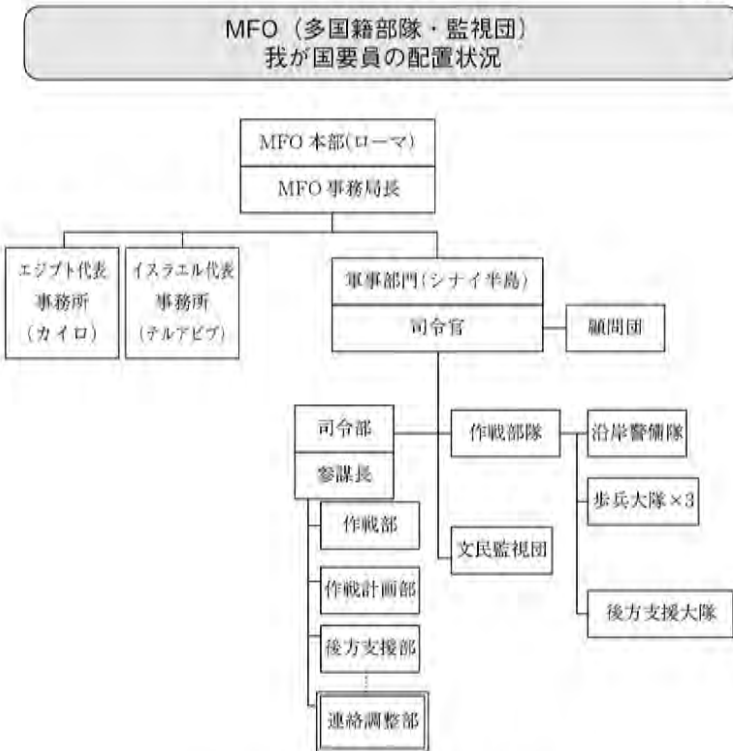 MFO（多国籍部隊・監視団）
我が国要員の配置状況
MFO 本部(ローマ)
MFO 事務局長
エジプト代表
事務所
(カイロ)
イスラエル代表
事務所
(テルアビブ)
軍事部門(シナイ半島)
司令官
顧問団
司令部
参謀長
作戦部隊
沿岸警備隊
歩兵大隊×3
作戦部
文民監視団
作戦計画部
後方支援大隊
後方支援部
連絡調整部